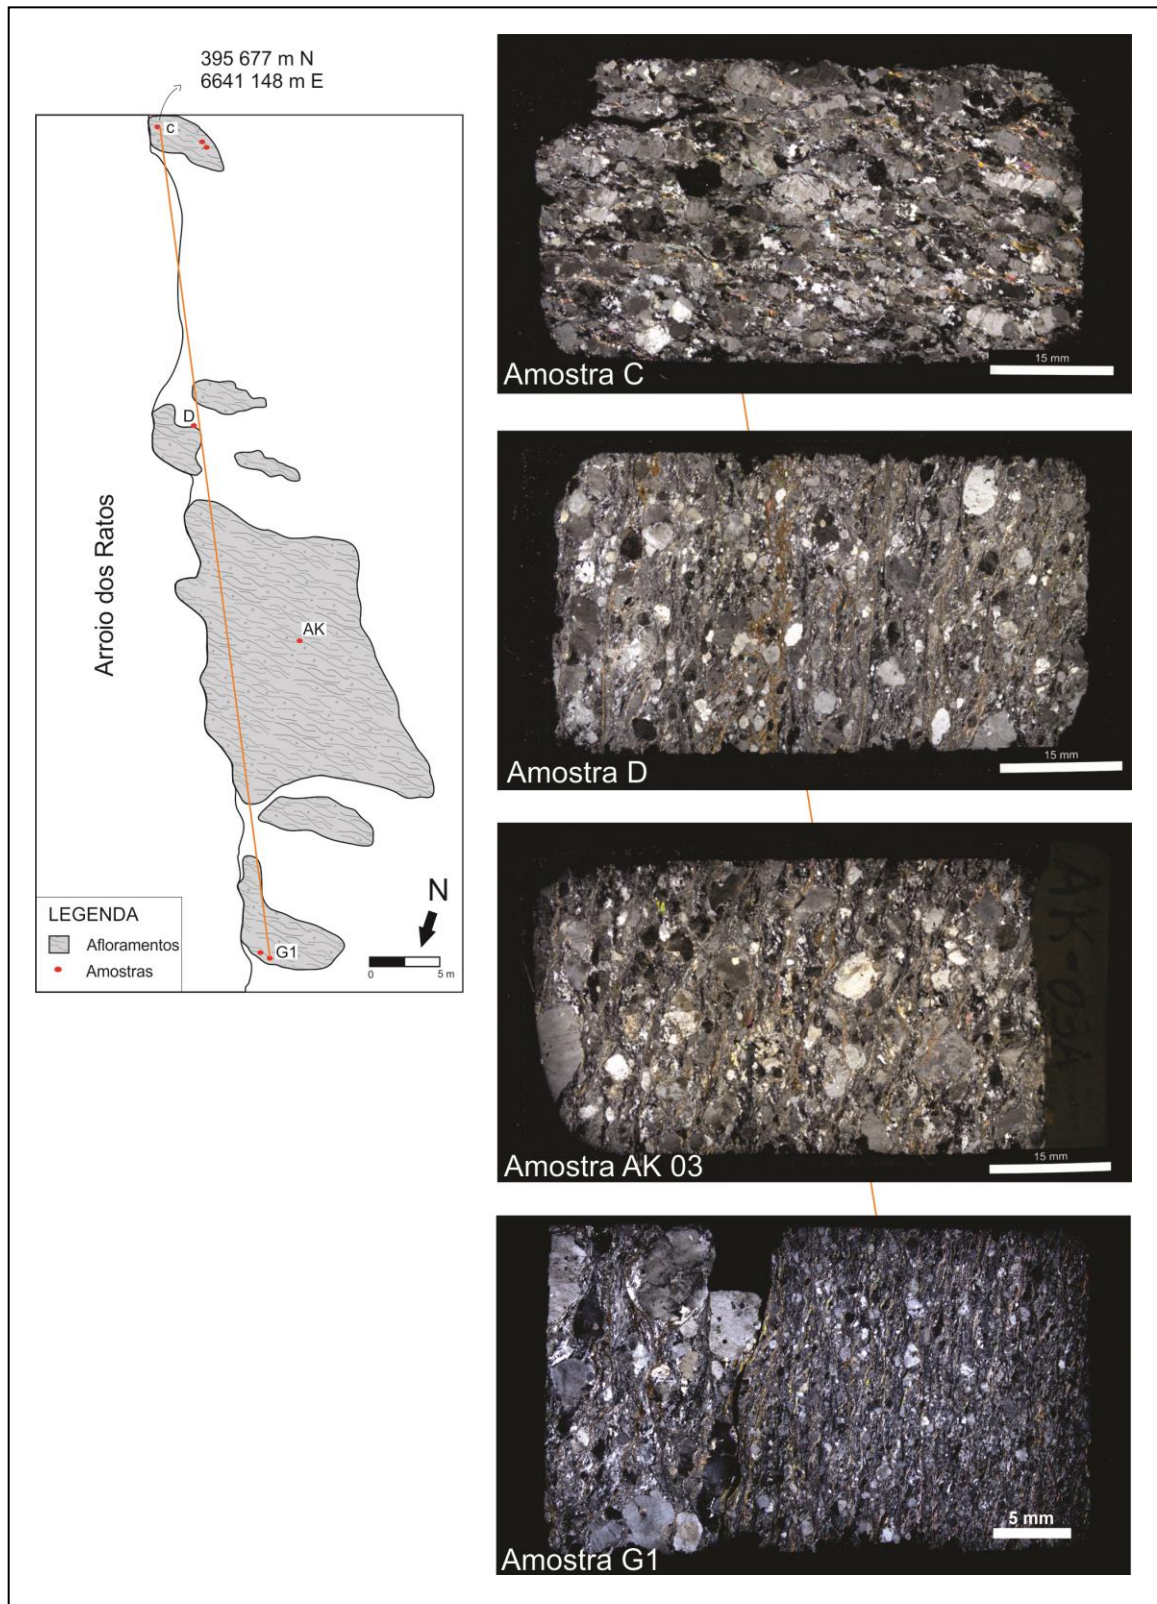 395 677 m N
6641 148 m E
c
D
Arroio dos Ratos
AK
N
LEGENDA
Afloramentos
Amostras
G1
0 5 m
15 mm
Amostra C
15 mm
Amostra D
AK-03A
15 mm
Amostra AK 03
5 mm
Amostra G1